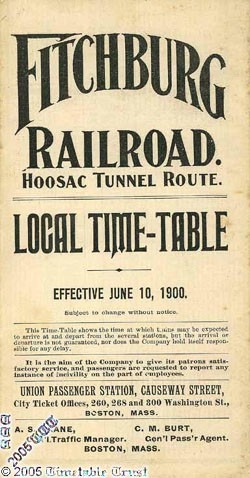 FITCHBURG
RAILROAD.
HOOSAC TUNNEL ROUTE.
LOCAL TIME-TABLE
EFFECTIVE JUNE 10, 1900.
Subject to change without notice.
This Time-Table shows the time at which trains may be expected
to arrive at and depart from the several stations, but the arrival or
departure is not guaranteed, nor does the Company hold itself respon-
sible for any delay.
It is the aim of the Company to give its patrons satis-
factory service, and passengers are requested to report any
instance of incivility on the part of employees.
UNION PASSENGER STATION, CAUSEWAY STREET,
City Ticket Offices, 260, 268 and 300 Washington St.,
BOSTON, MASS.
A. S. C. M. BURT,
Gen'l Traffic Manager. Gen'l Pass'r Agent.
BOSTON, MASS.
©2005 Timetable Trust